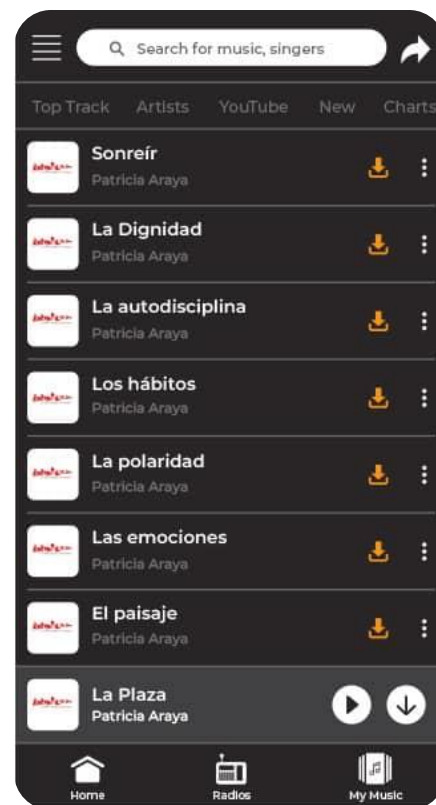 Search for music, singers
Top Track Artists YouTube New Charts
Sonreír
Patricia Araya
La Dignidad
Patricia Araya
La autodisciplina
Patricia Araya
Los hábitos
Patricia Araya
La polaridad
Patricia Araya
Las emociones
Patricia Araya
El paisaje
Patricia Araya
La Plaza
Patricia Araya
Home Radios My Music